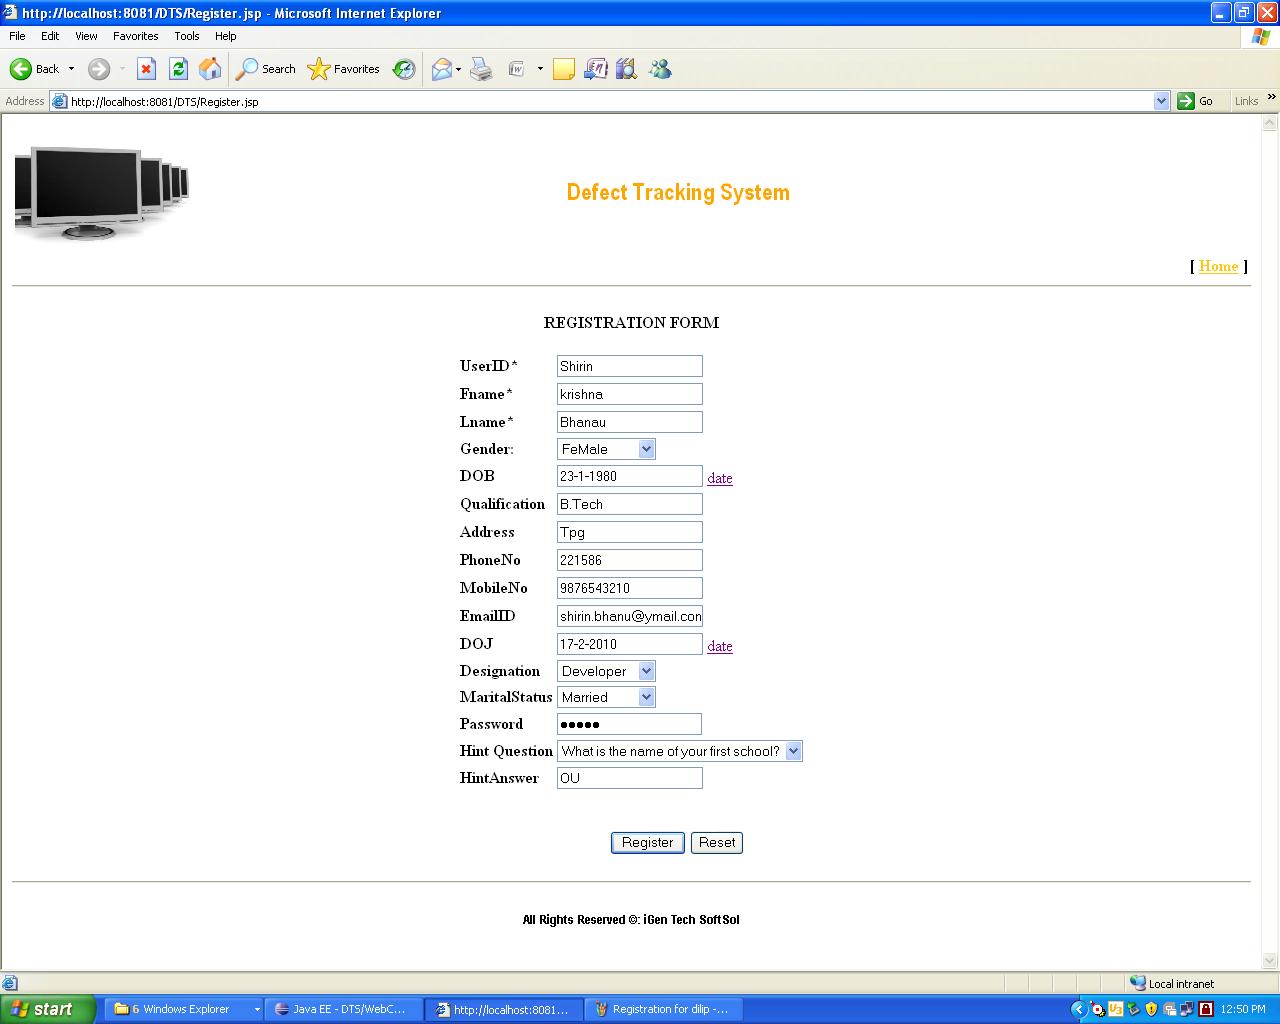 http://localhost:8081/DTS/Register.jsp - Microsoft Internet Explorer
File Edit View Favorites Tools Help
Back Search Favorites
Address http://localhost:8081/DTS/Register.jsp Go Links »
Defect Tracking System
[ Home ]
REGISTRATION FORM
UserID* Shirin
Fname* krishna
Lname* Bhanau
Gender: FeMale
DOB 23-1-1980 date
Qualification B.Tech
Address Tpg
PhoneNo 221586
MobileNo 9876543210
EmailID shirin.bhanu@ymail.con
DOJ 17-2-2010 date
Designation Developer
MaritalStatus Married
Password •••••
Hint Question What is the name of your first school?
HintAnswer OU
Register Reset
All Rights Reserved ©: iGen Tech SoftSol
Local intranet
start 6 Windows Explorer Java EE - DTS/WebC... http://localhost:8081... Registration for dilip -... 12:50 PM